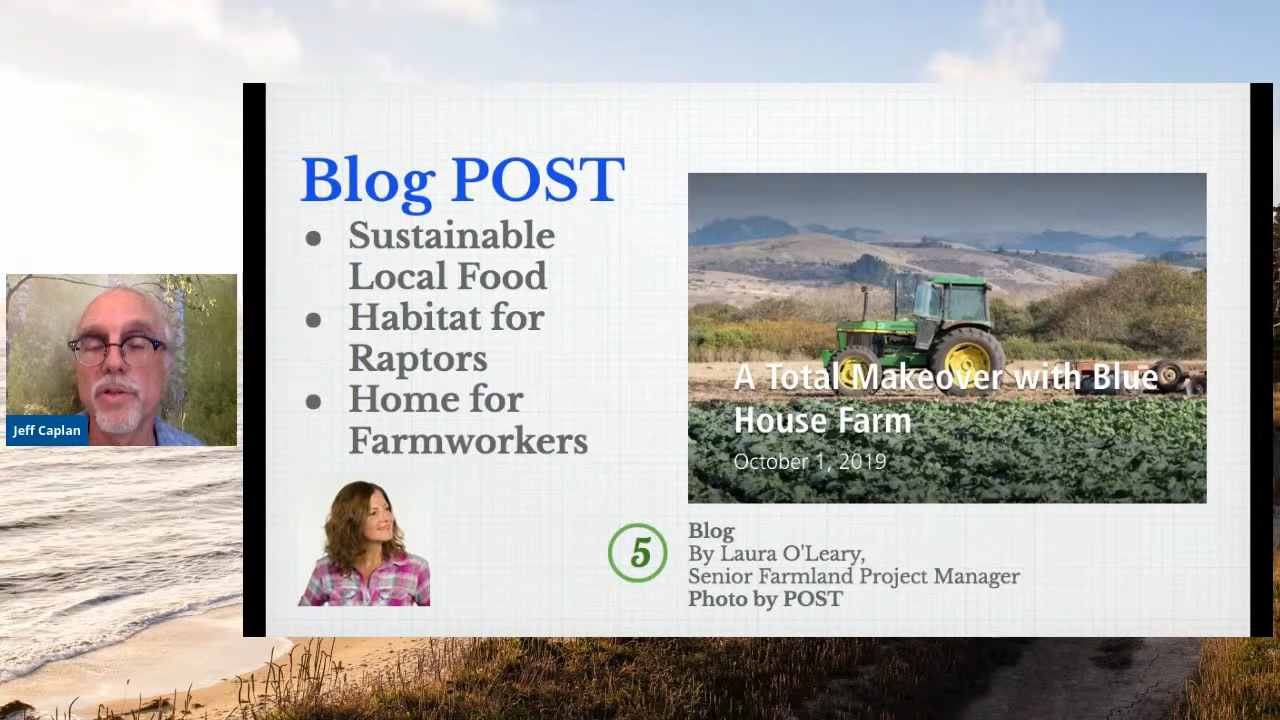 Blog POST
● Sustainable
Local Food
● Habitat for
Raptors
● Home for
Farmworkers
A Total Makeover with Blue
House Farm
October 1, 2019
5
Blog
By Laura O'Leary,
Senior Farmland Project Manager
Photo by POST
Jeff Caplan